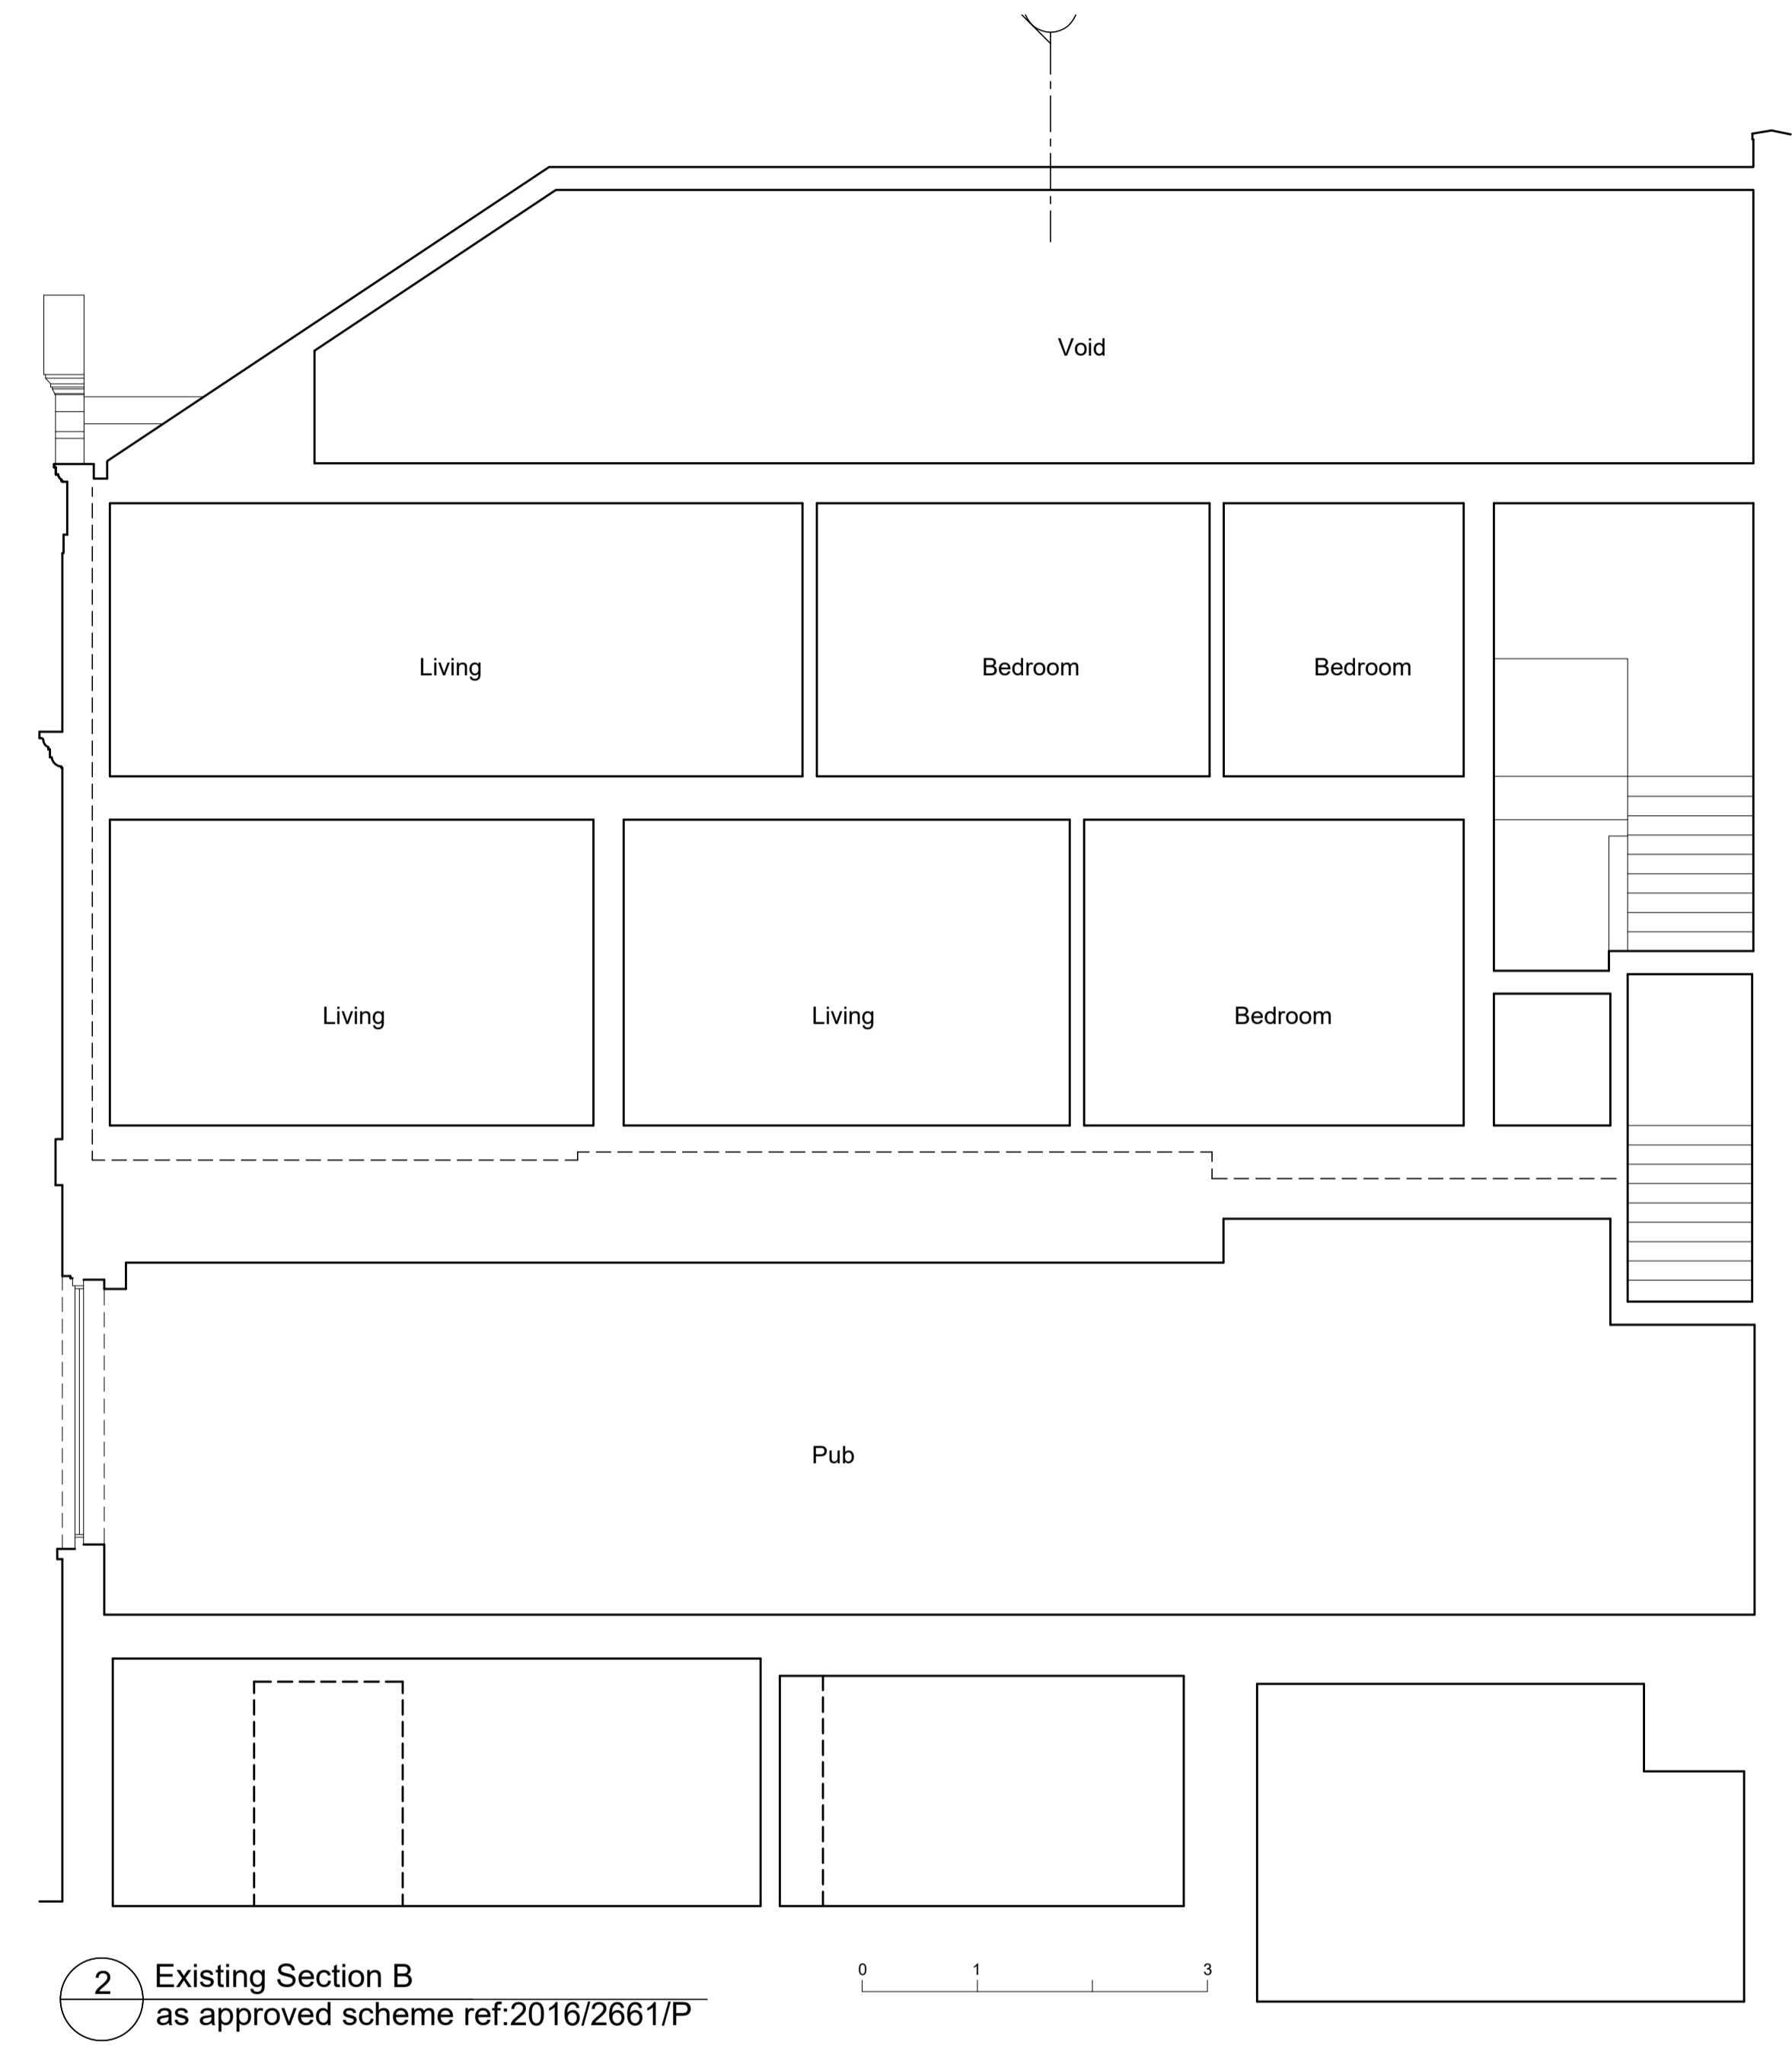 Void
Living Bedroom Bedroom
Living Living Bedroom
Pub
0 1 3
2 Existing Section B
as approved scheme ref:2016/2661/P